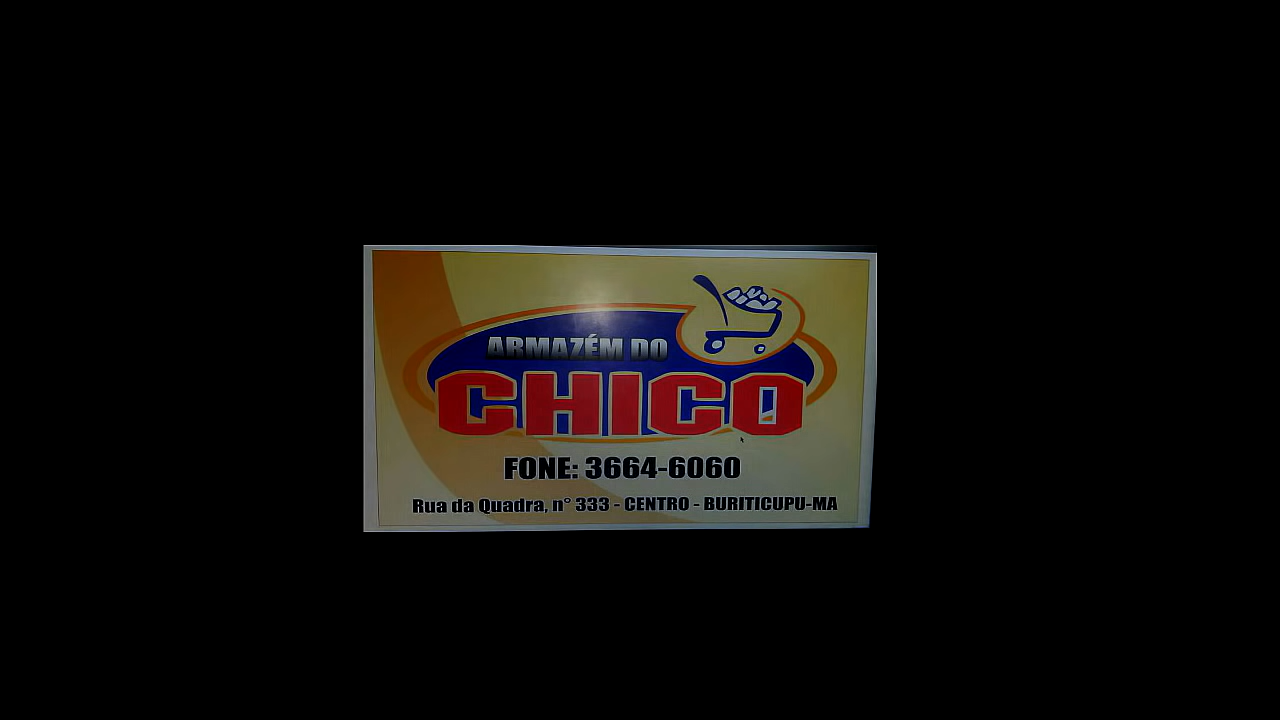 ARMAZÉM DO
CHICO
FONE: 3664-6060
Rua da Quadra, n° 333 - CENTRO - BURITICUPU-MA